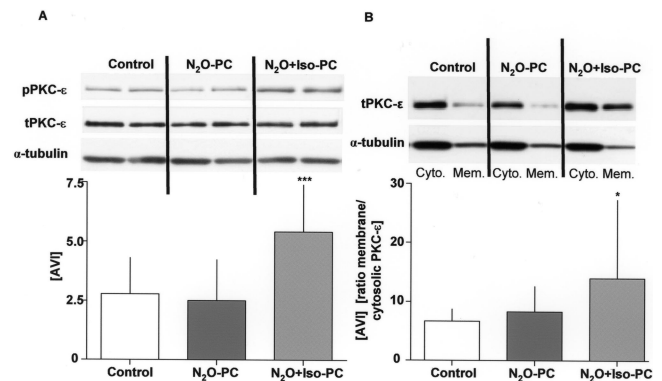 A
Control N₂O-PC N₂O+Iso-PC
pPKC-ε
tPKC-ε
α-tubulin
7.5
5.0
2.5
0
[AVI]
***
Control N₂O-PC N₂O+Iso-PC
B
Control N₂O-PC N₂O+Iso-PC
tPKC-ε
α-tubulin
Cyto. Mem. Cyto. Mem. Cyto. Mem.
30
20
10
0
[AVI] [ratio membrane/
cytosolic PKC-ε]
*
Control N₂O-PC N₂O+Iso-PC